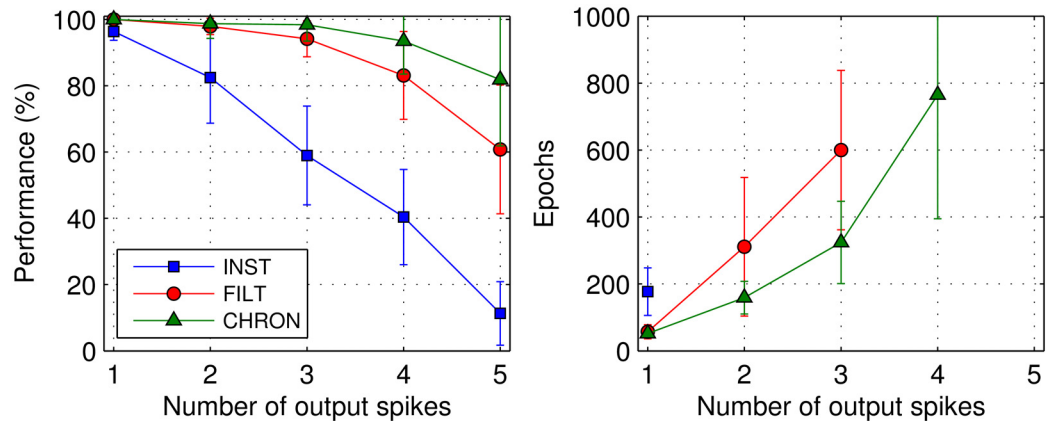 100
80
60
40
20
0
Performance (%)
INST
FILT
CHRON
1 2 3 4 5
Number of output spikes
1000
800
600
400
200
0
Epochs
1 2 3 4 5
Number of output spikes